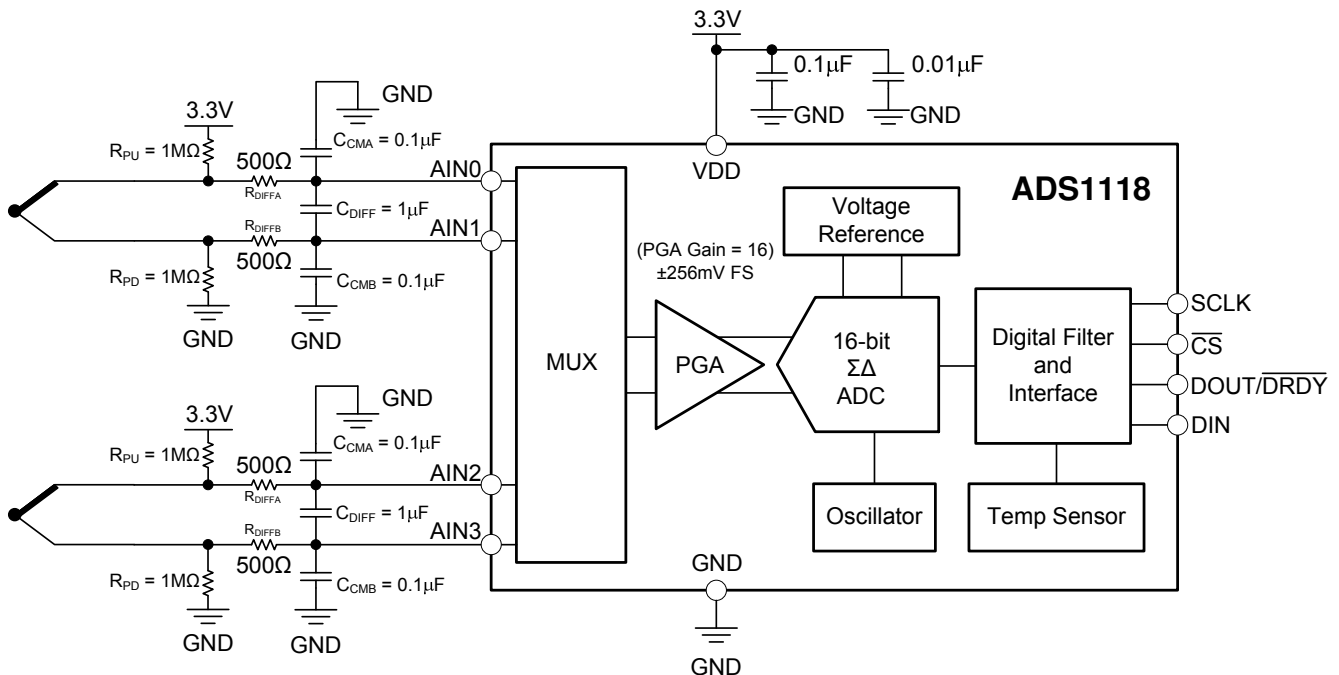 3.3V
0.1μF
0.01μF
GND
GND
GND
3.3V
C_CMA = 0.1μF
R_PU = 1MΩ
500Ω
R_DIFFA
AIN0
C_DIFF = 1μF
R_DIFFB
500Ω
AIN1
R_PD = 1MΩ
C_CMB = 0.1μF
GND
GND
VDD
ADS1118
Voltage
Reference
(PGA Gain = 16)
±256mV FS
MUX
PGA
16-bit
ΣΔ
ADC
Digital Filter
and
Interface
SCLK
C̅S̅
DOUT/D̅R̅D̅Y̅
DIN
Oscillator
Temp Sensor
GND
3.3V
C_CMA = 0.1μF
R_PU = 1MΩ
500Ω
R_DIFFA
AIN2
C_DIFF = 1μF
R_DIFFB
500Ω
AIN3
R_PD = 1MΩ
C_CMB = 0.1μF
GND
GND
GND
GND